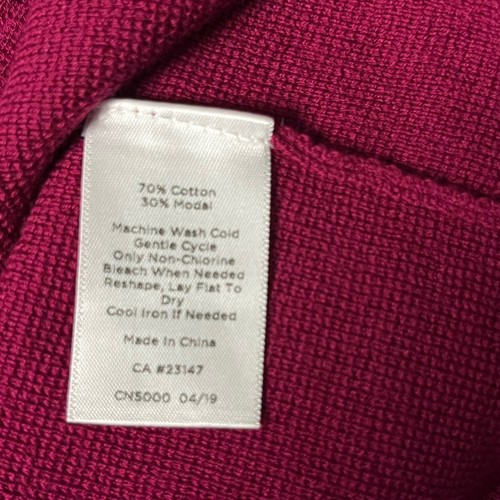 70% Cotton
30% Modal
Machine Wash Cold
Gentle Cycle
Only Non-Chlorine
Bleach When Needed
Reshape, Lay Flat To
Dry
Cool Iron If Needed
Made In China
CA #23147
CN5000 04/19